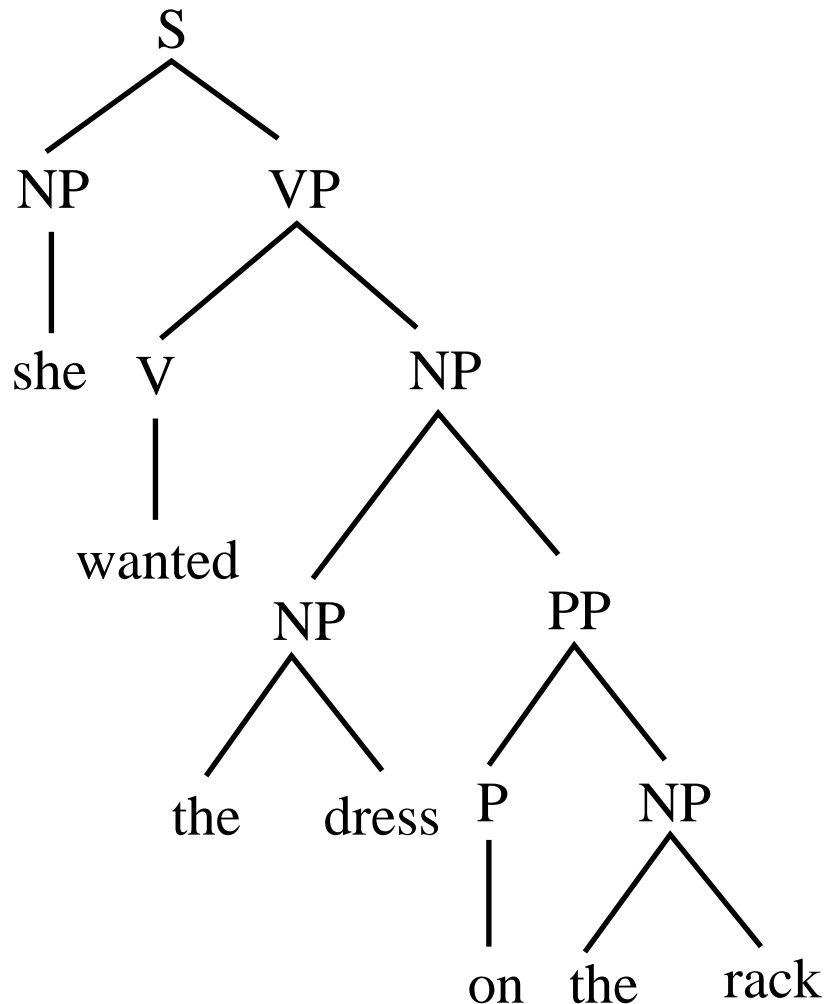 S
NP VP
she V NP
wanted
NP PP
the dress P NP
on the rack